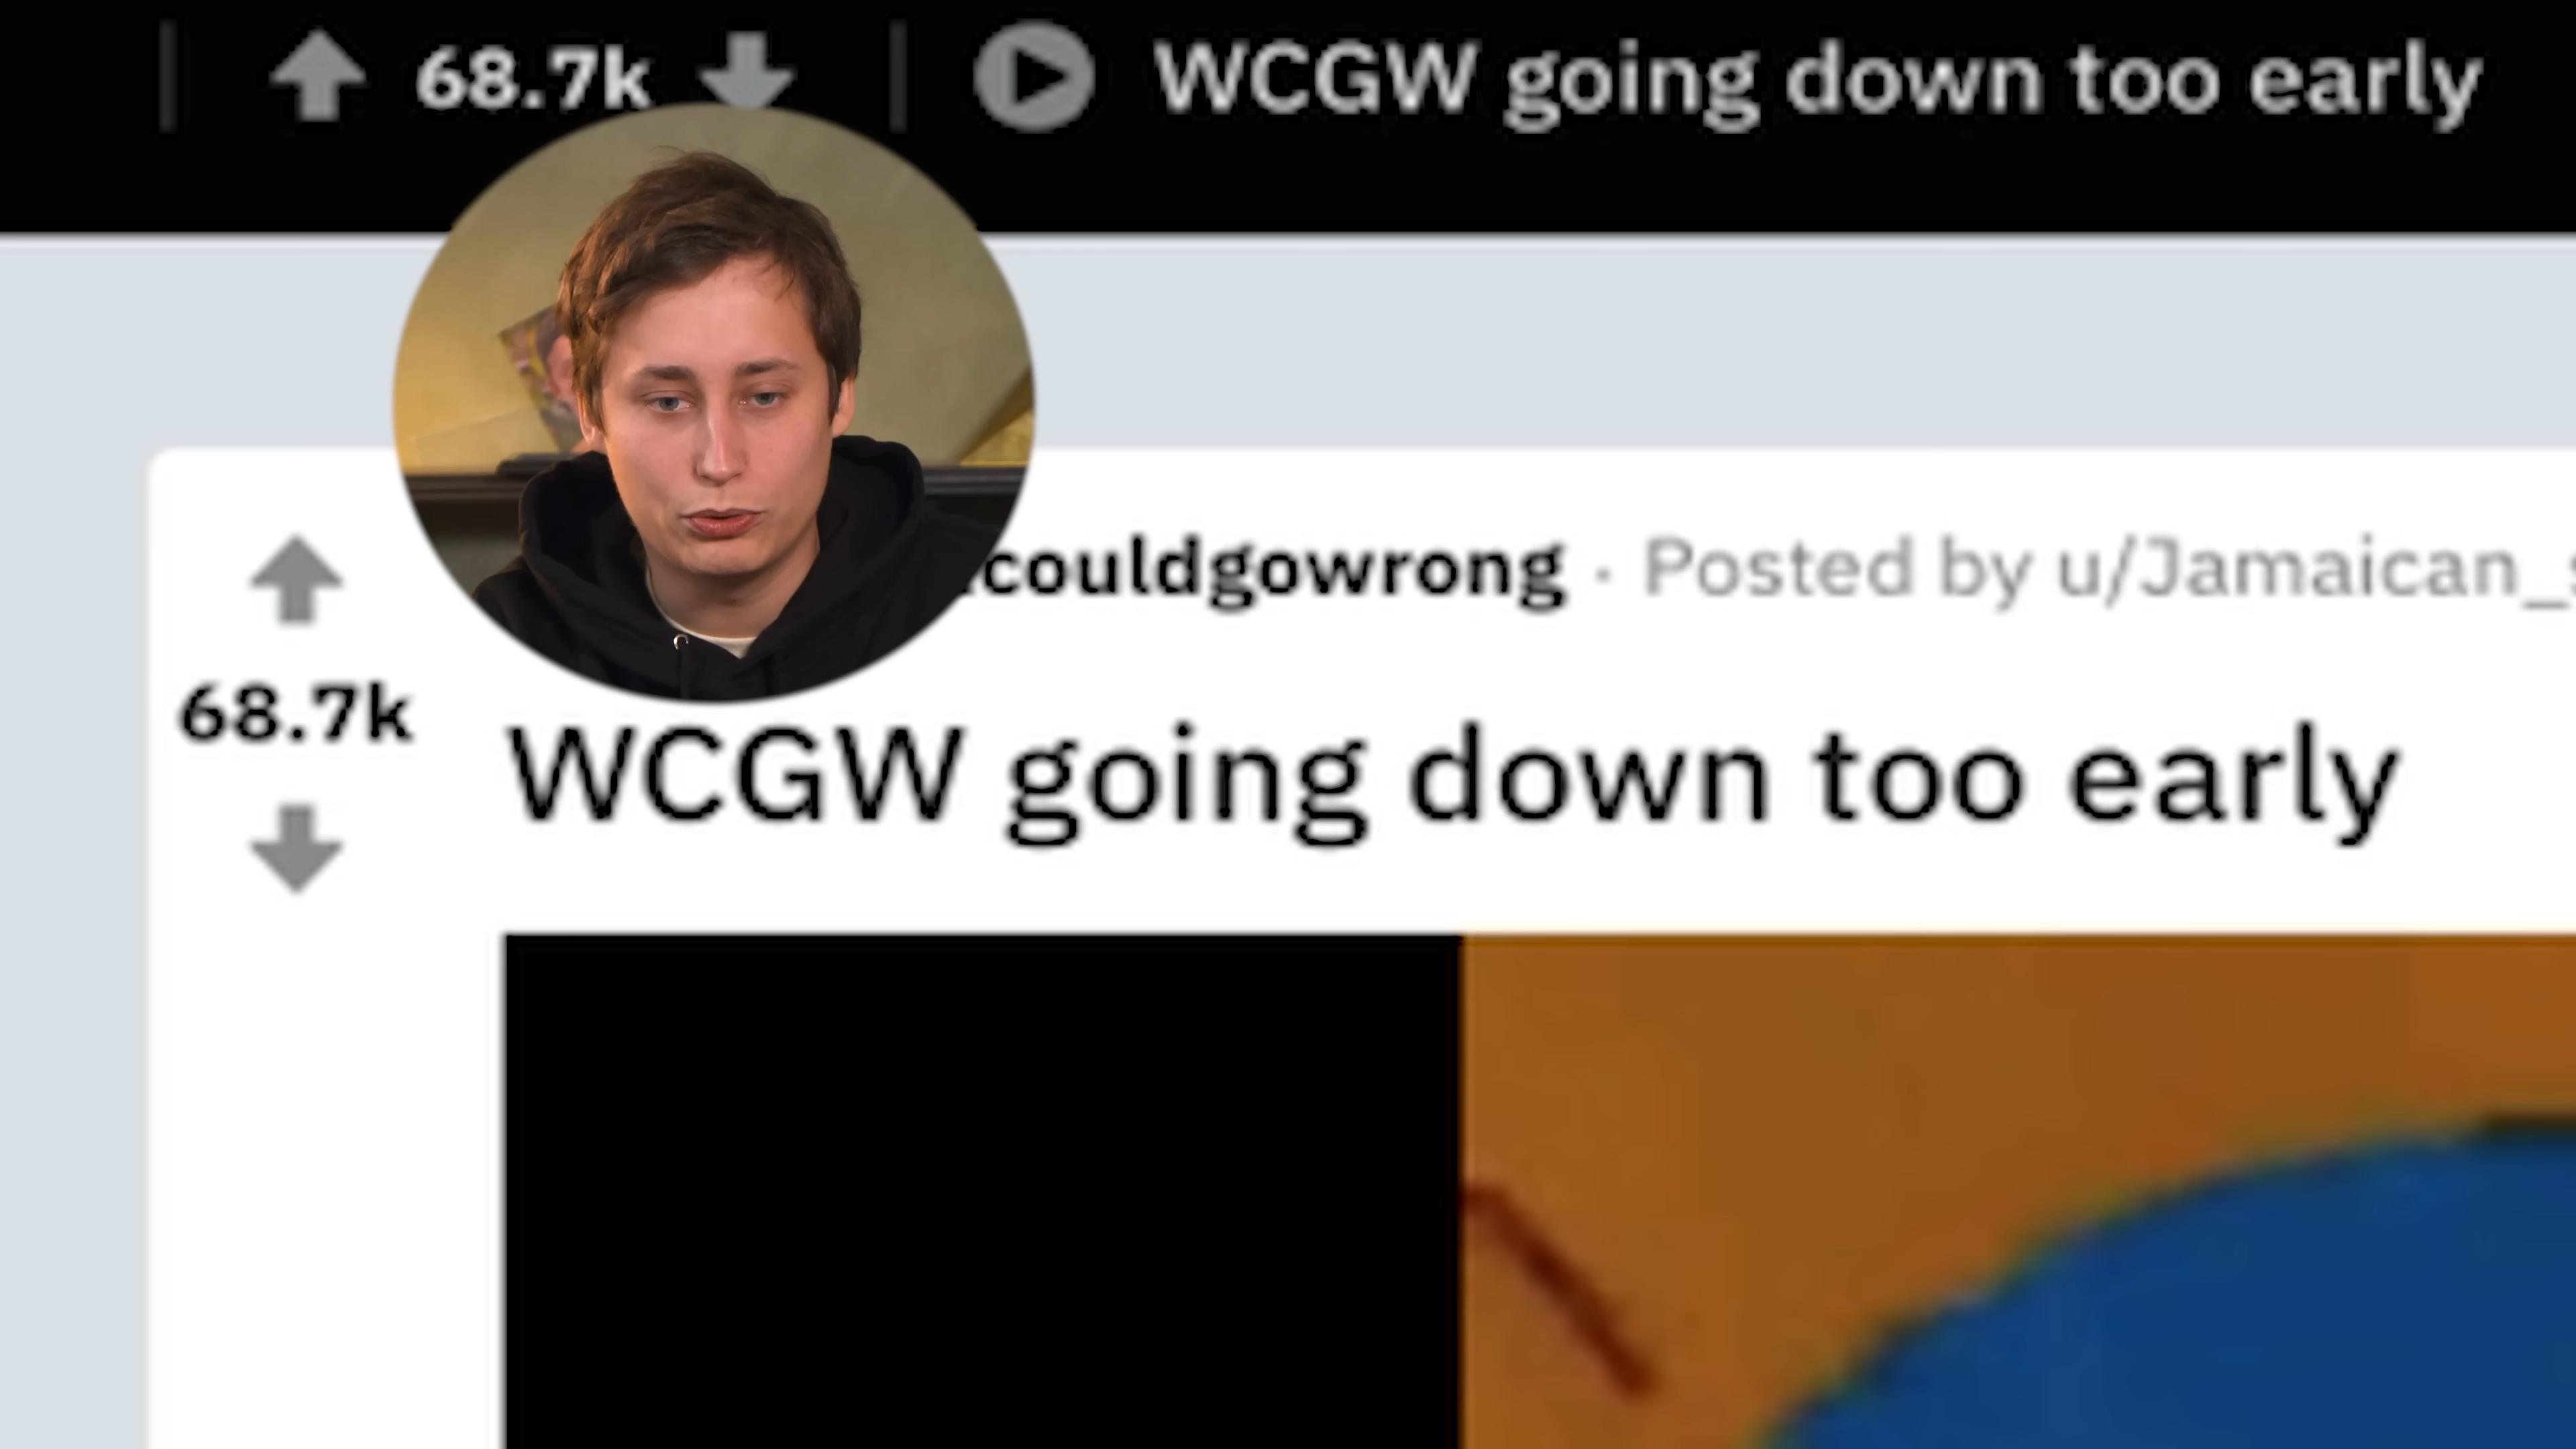 68.7k WCGW going down too early
couldgowrong · Posted by u/Jamaican_
68.7k
WCGW going down too early